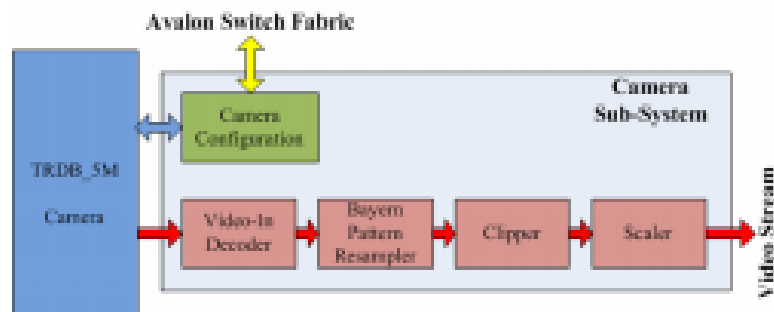 Avalon Switch Fabric
Camera
Sub-System
Camera
Configuration
TRDB_5M
Camera
Video-In
Decoder
Bayern
Pattern
Resampler
Clipper
Scaler
Video Stream